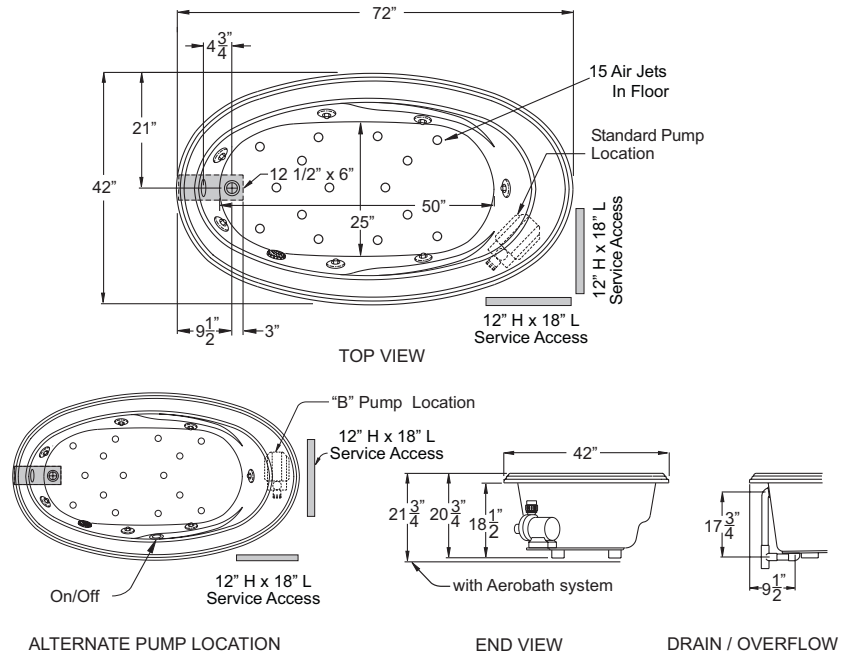 72”
4 3/4
15 Air Jets
In Floor
21”
Standard Pump
Location
42”
12 1/2” x 6”
50”
25”
12” H x 18” L
Service Access
9 1/2
3”
12” H x 18” L
Service Access
TOP VIEW
“B” Pump Location
12” H x 18” L
Service Access
On/Off
12” H x 18” L
Service Access
ALTERNATE PUMP LOCATION
42”
21 3/4”
20 3/4”
18 1/2”
with Aerobath system
END VIEW
17 3/4”
9 1/2”
DRAIN / OVERFLOW